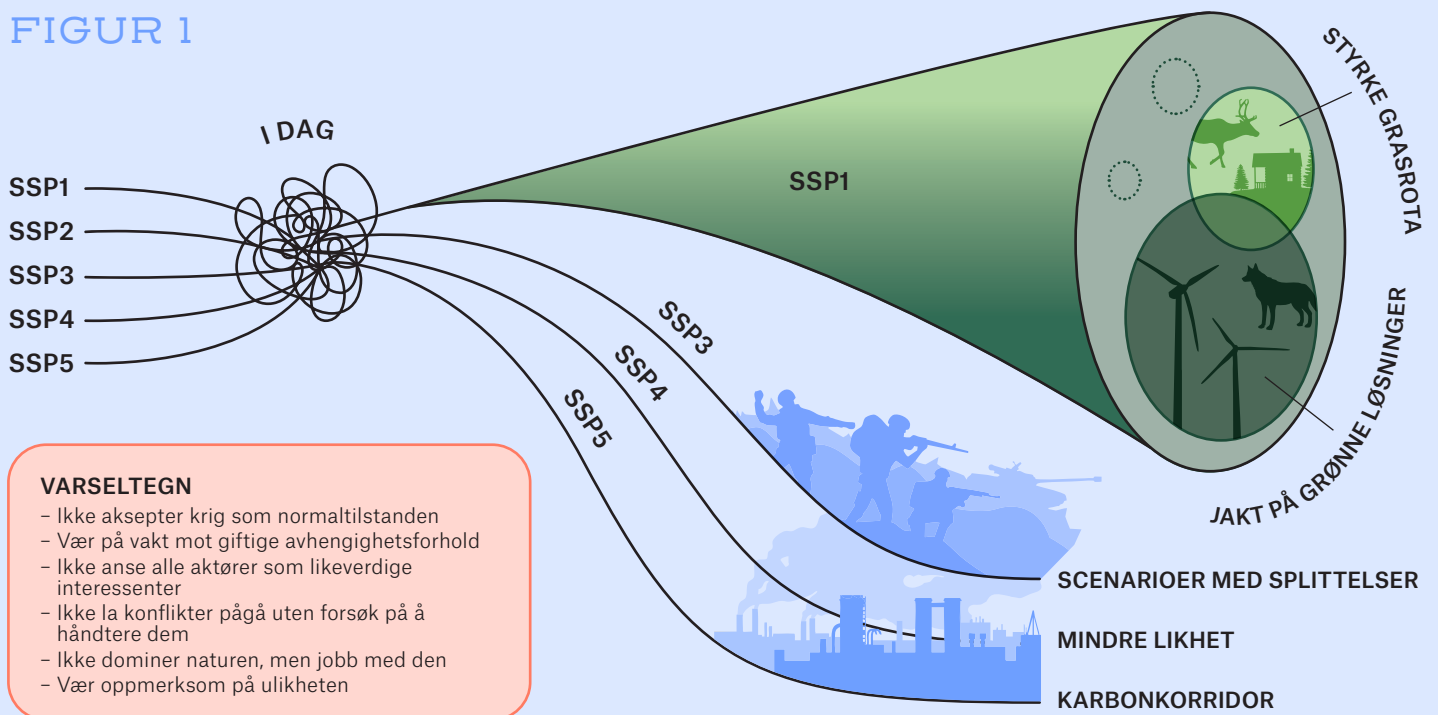 FIGUR 1
I DAG
SSP1
SSP2
SSP3
SSP4
SSP5
SSP1
SSP3
SSP4
SSP5
STYRKE GRASROTA
JAKT PÅ GRØNNE LØSNINGER
SCENARIOER MED SPLITTELSER
MINDRE LIKHET
KARBONKORRIDOR
VARSELTEGN
– Ikke aksepter krig som normaltilstanden
– Vær på vakt mot giftige avhengighetsforhold
– Ikke anse alle aktører som likeverdige
interessenter
– Ikke la konflikter pågå uten forsøk på å
håndtere dem
– Ikke dominer naturen, men jobb med den
– Vær oppmerksom på ulikheten